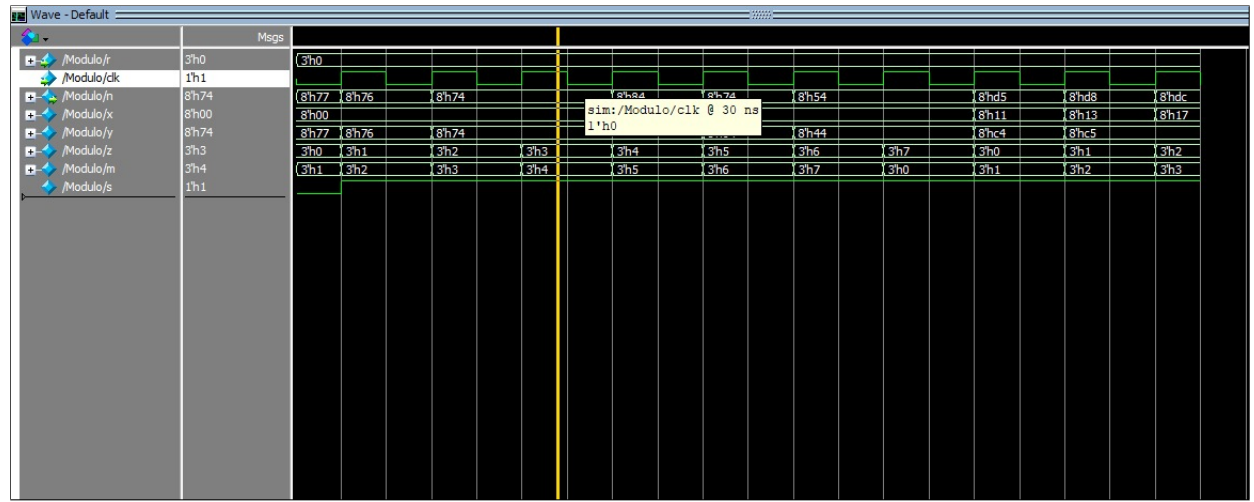 Wave - Default
Msgs
/Modulo/r 3'h0 3'h0
/Modulo/clk 1'h1
/Modulo/n 8'h74 8'h77 8'h76 8'h74 8'h84 8'h74 8'h54 8'hd5 8'hd8 8'hdc
sim:/Modulo/clk @ 30 ns
1'h0
/Modulo/x 8'h00 8'h00 8'h11 8'h13 8'h17
/Modulo/y 8'h74 8'h77 8'h76 8'h74 8'h44 8'hc4 8'hc5
/Modulo/z 3'h3 3'h0 3'h1 3'h2 3'h3 3'h4 3'h5 3'h6 3'h7 3'h0 3'h1 3'h2
/Modulo/m 3'h4 3'h1 3'h2 3'h3 3'h4 3'h5 3'h6 3'h7 3'h0 3'h1 3'h2 3'h3
/Modulo/s 1'h1